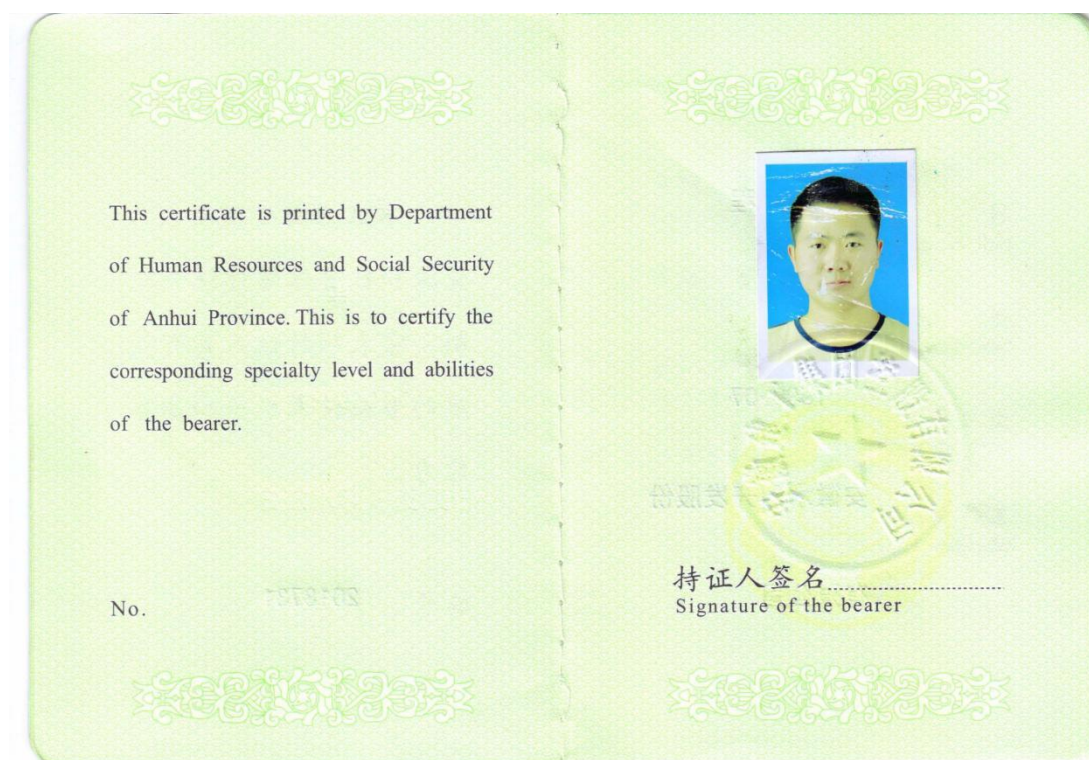 This certificate is printed by Department
of Human Resources and Social Security
of Anhui Province. This is to certify the
corresponding specialty level and abilities
of the bearer.
No.
持证人签名
Signature of the bearer